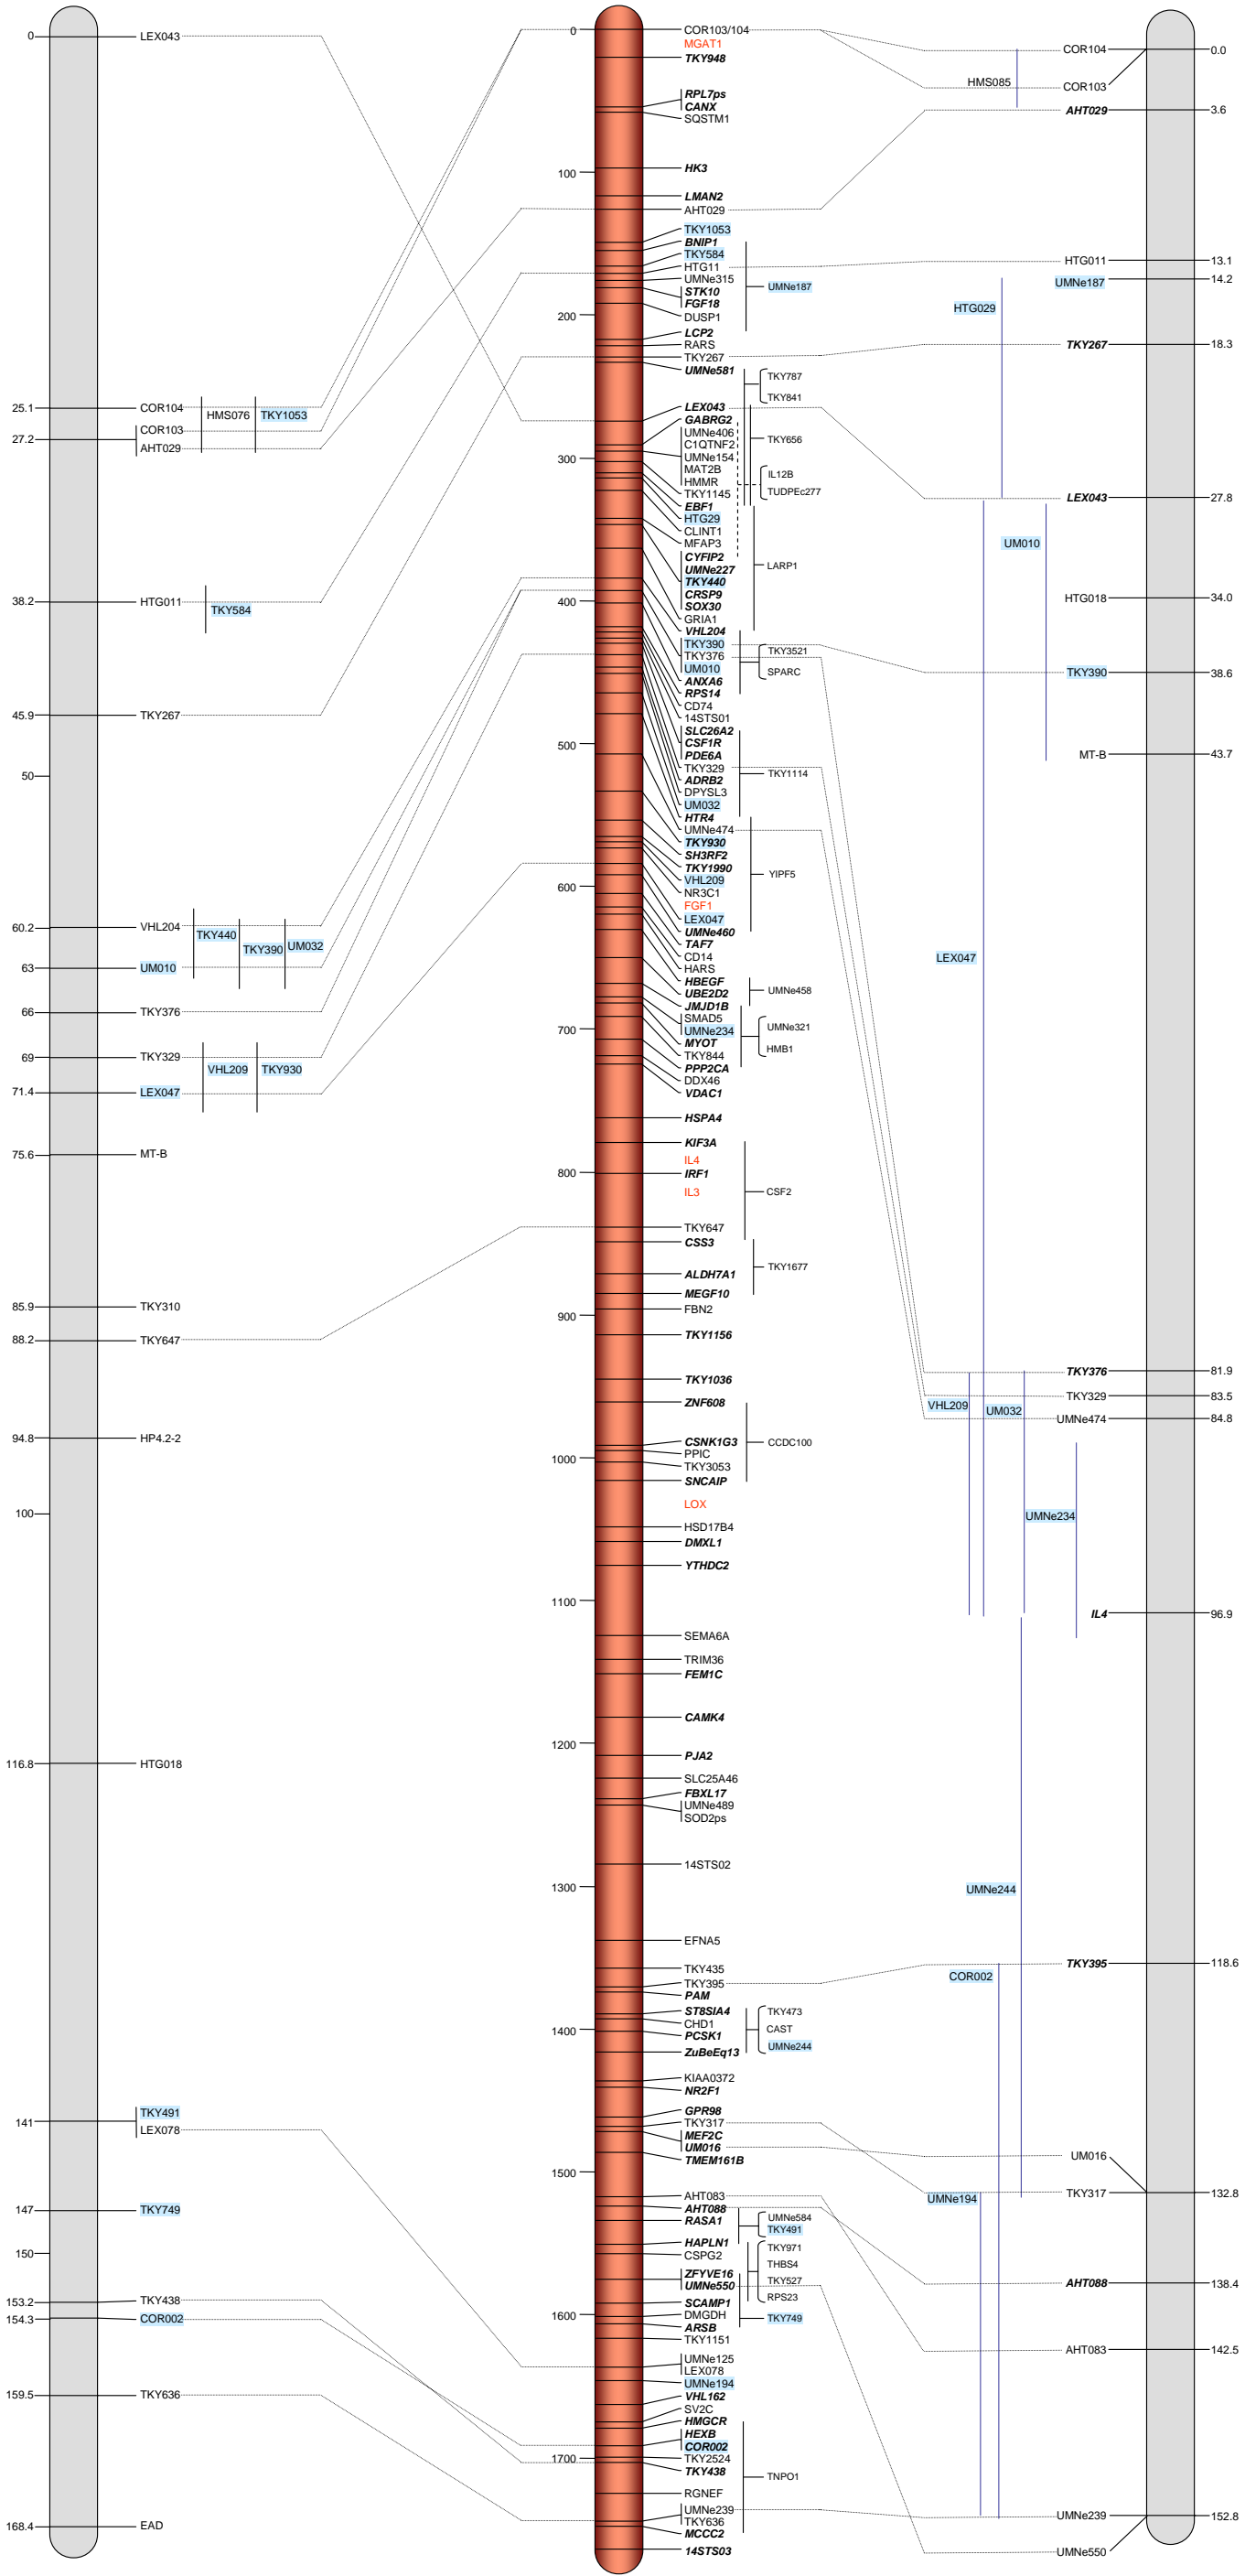 0 LEX043
25.1 COR104
HMS076 TKY1053
27.2 COR103
AHT029
38.2 HTG011
TKY584
45.9 TKY267
50
60.2 VHL204
TKY440 TKY390 UM032
63 UM010
66 TKY376
69 TKY329
VHL209 TKY930
71.4 LEX047
75.6 MT-B
85.9 TKY310
88.2 TKY647
94.8 HP4.2-2
100
116.8 HTG018
141 TKY491
LEX078
147 TKY749
150
153.2 TKY438
154.3 COR002
159.5 TKY636
168.4 EAD
0
100
200
300
400
500
600
700
800
900
1000
1100
1200
1300
1400
1500
1600
1700
COR103/104
MGAT1
TKY948
RPL7ps
CANX
SQSTM1
HK3
LMAN2
AHT029
TKY1053
BNIP1
TKY584
HTG11
UMNe315
STK10
FGF18
DUSP1
LCP2
RARS
TKY267
UMNe581
LEX043
GABRG2
UMNe406
C1QTNF2
UMNe154
MAT2B
HMMR
TKY1145
EBF1
HTG29
CLINT1
MFAP3
CYFIP2
UMNe227
TKY440
CRSP9
SOX30
GRIA1
VHL204
TKY390
TKY376
UM010
ANXA6
RPS14
CD74
14STS01
SLC26A2
CSF1R
PDE6A
TKY329
ADRB2
DPYSL3
UM032
HTR4
UMNe474
TKY930
SH3RF2
TKY1990
VHL209
NR3C1
FGF1
LEX047
UMNe460
TAF7
CD14
HARS
HBEGF
UBE2D2
JMJD1B
SMAD5
UMNe234
MYOT
TKY844
PPP2CA
DDX46
VDAC1
HSPA4
KIF3A
IL4
IRF1
IL3
TKY647
CSS3
ALDH7A1
MEGF10
FBN2
TKY1156
TKY1036
ZNF608
CSNK1G3
PPIC
TKY3053
SNCAIP
LOX
HSD17B4
DMXL1
YTHDC2
SEMA6A
TRIM36
FEM1C
CAMK4
PJA2
SLC25A46
FBXL17
UMNe489
SOD2ps
14STS02
EFNA5
TKY435
TKY395
PAM
ST8SIA4
CHD1
PCSK1
ZuBeEq13
KIAA0372
NR2F1
GPR98
TKY317
MEF2C
UM016
TMEM161B
AHT083
AHT088
RASA1
HAPLN1
CSPG2
ZFYVE16
UMNe550
SCAMP1
DMGDH
ARSB
TKY1151
UMNe125
LEX078
UMNe194
VHL162
SV2C
HMGCR
HEXB
COR002
TKY2524
TKY438
RGNEF
UMNe239
TKY636
MCCC2
14STS03
UMNe187
TKY787
TKY841
TKY656
IL12B
TUDPEc277
LARP1
TKY3521
SPARC
TKY1114
YIPF5
UMNe458
UMNe321
HMB1
CSF2
TKY1677
CCDC100
TKY473
CAST
UMNe244
UMNe584
TKY491
TKY971
THBS4
TKY527
RPS23
TKY749
TNPO1
COR104 0.0
HMS085
COR103
AHT029 3.6
HTG011 13.1
UMNe187 14.2
HTG029
TKY267 18.3
LEX043 27.8
UM010
HTG018 34.0
TKY390 38.6
MT-B 43.7
LEX047
TKY376 81.9
TKY329 83.5
VHL209 UM032
UMNe474 84.8
UMNe234
IL4 96.9
UMNe244
TKY395 118.6
COR002
UM016
TKY317 132.8
UMNe194
AHT088 138.4
AHT083 142.5
UMNe239 152.8
UMNe550